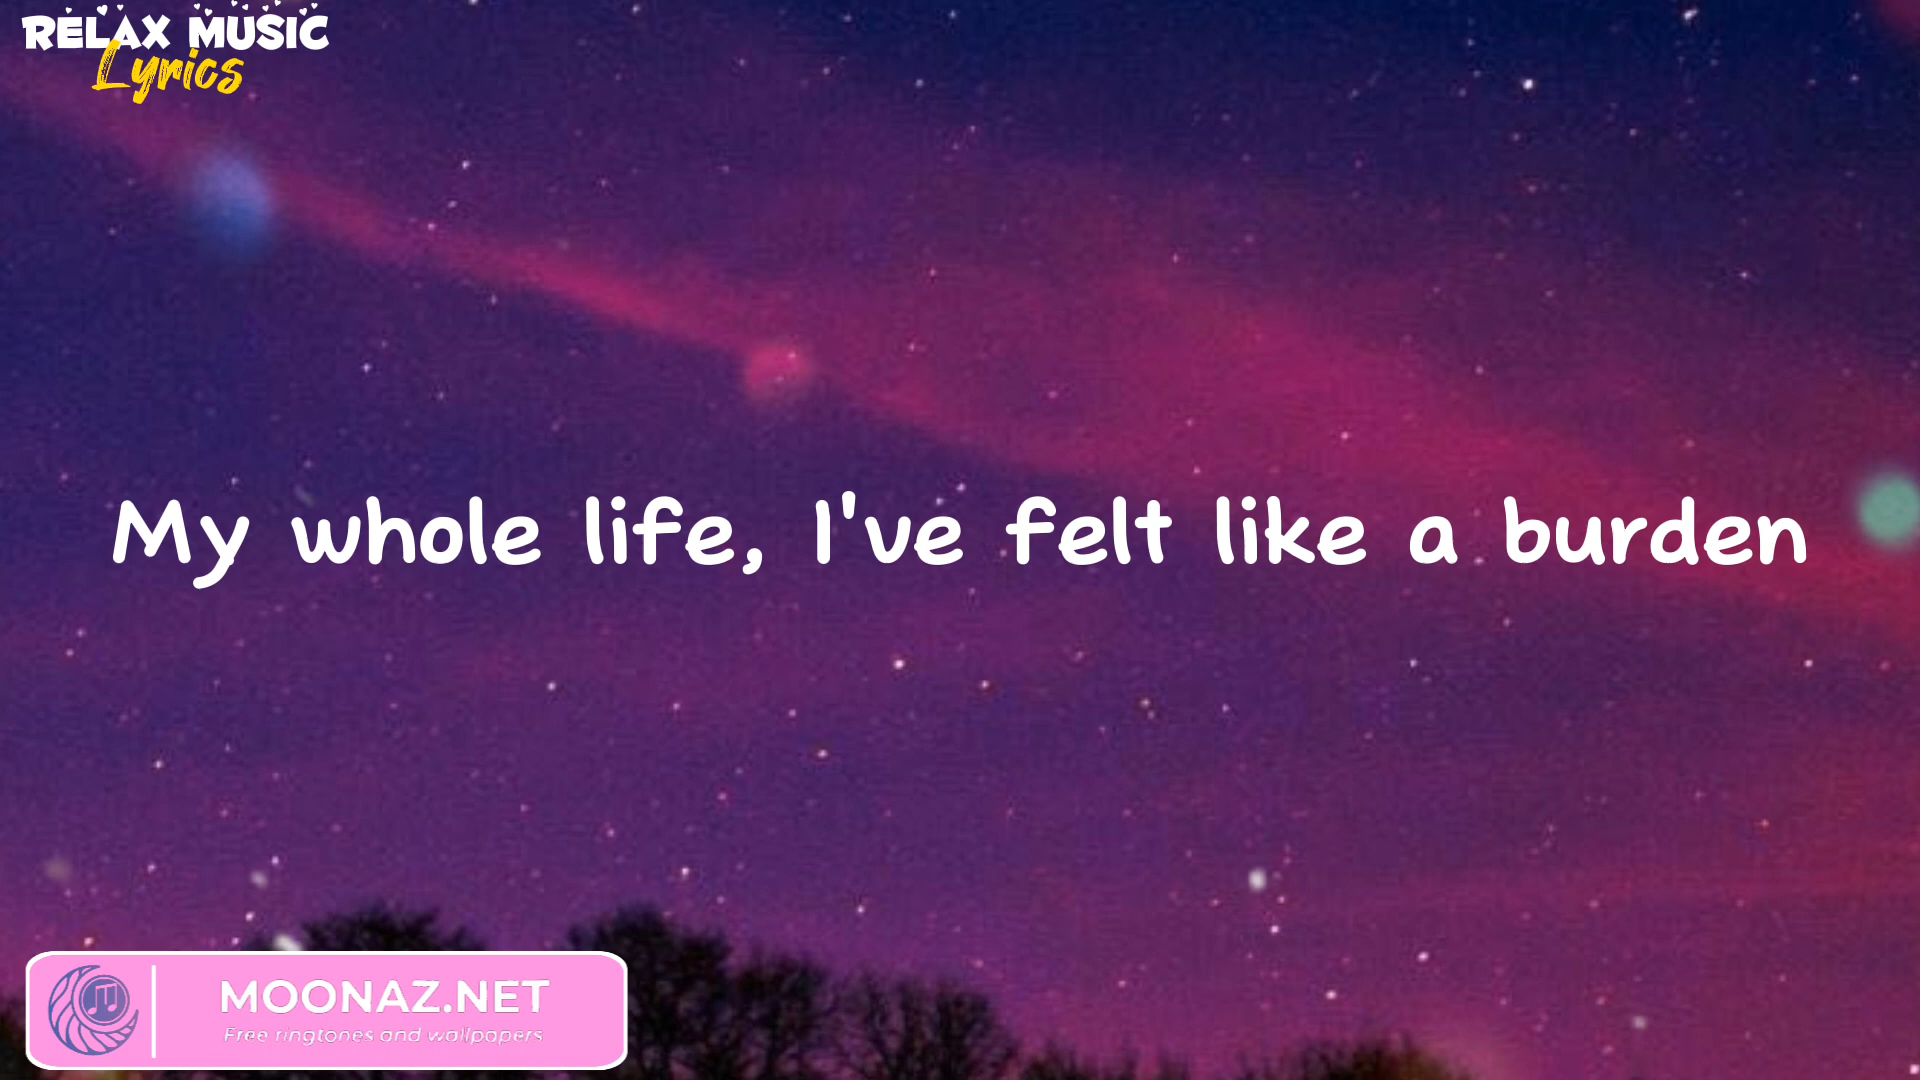 RELAX MUSIC
Lyrics
My whole life, I've felt like a burden
MOONAZ.NET
Free ringtones and wallpapers